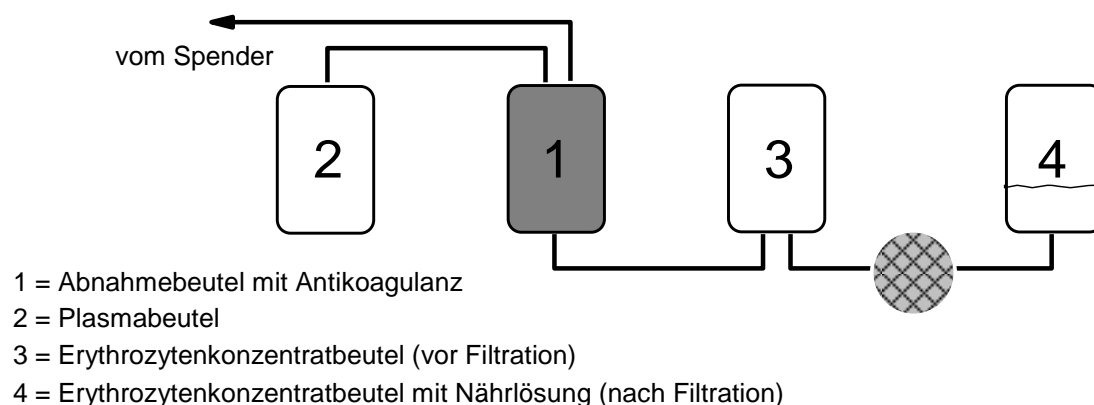 vom Spender
2 1 3 4
1 = Abnahmebeutel mit Antikoagulanz
2 = Plasmabeutel
3 = Erythrozytenkonzentratbeutel (vor Filtration)
4 = Erythrozytenkonzentratbeutel mit Nährlösung (nach Filtration)